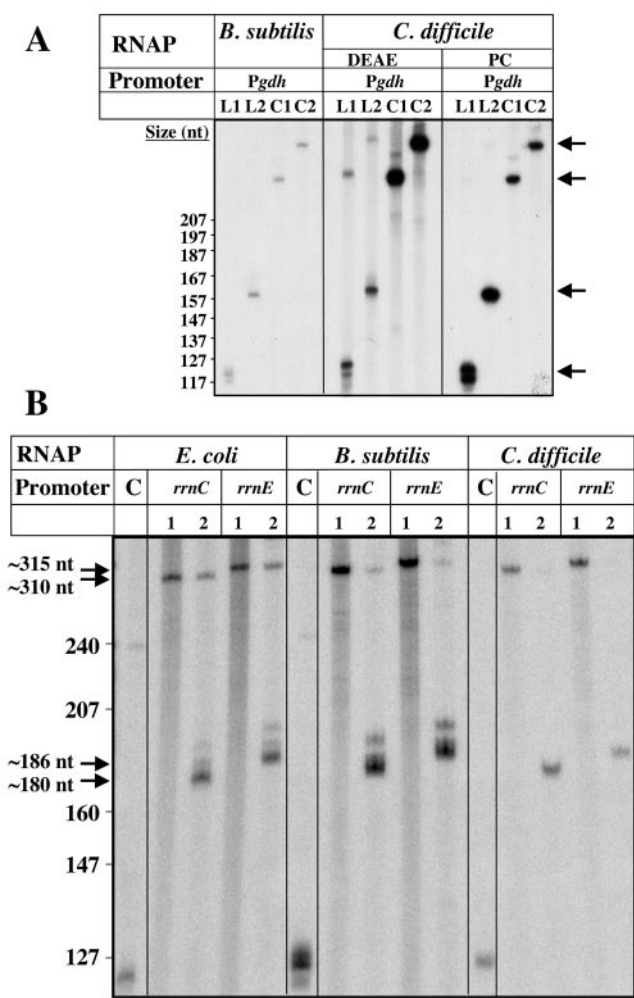 A
RNAP B. subtilis C. difficile
DEAE PC
Promoter Pgdh Pgdh Pgdh
L1 L2 C1 C2 L1 L2 C1 C2 L1 L2 C1 C2
Size (nt)
207
197
187
167
157
147
137
127
117
B
RNAP E. coli B. subtilis C. difficile
Promoter C rrnC rrnE C rrnC rrnE C rrnC rrnE
1 2 1 2 1 2 1 2 1 2 1 2
~315 nt
~310 nt
240
207
~186 nt
~180 nt
160
147
127